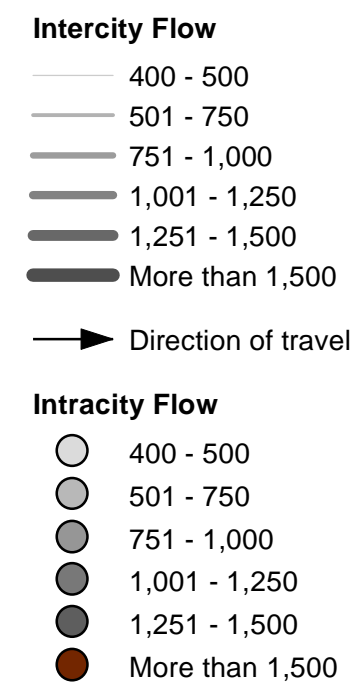 Intercity Flow
400 - 500
501 - 750
751 - 1,000
1,001 - 1,250
1,251 - 1,500
More than 1,500
Direction of travel
Intracity Flow
400 - 500
501 - 750
751 - 1,000
1,001 - 1,250
1,251 - 1,500
More than 1,500